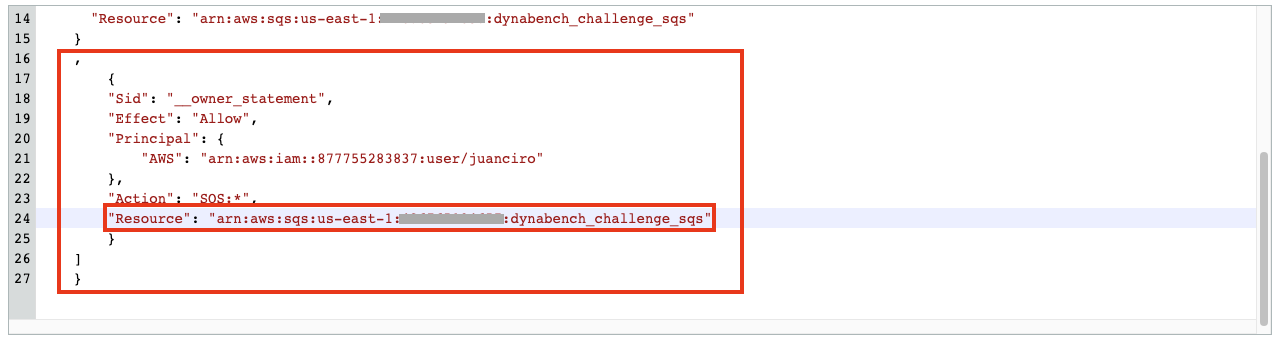 14 "Resource": "arn:aws:sqs:us-east-1: :dynabench_challenge_sqs"
15 }
16 ,
17 {
18 "Sid": "__owner_statement",
19 "Effect": "Allow",
20 "Principal": {
21 "AWS": "arn:aws:iam::877755283837:user/juanciro"
22 },
23 "Action": "SQS:*",
24 "Resource": "arn:aws:sqs:us-east-1: :dynabench_challenge_sqs"
25 }
26 ]
27 }